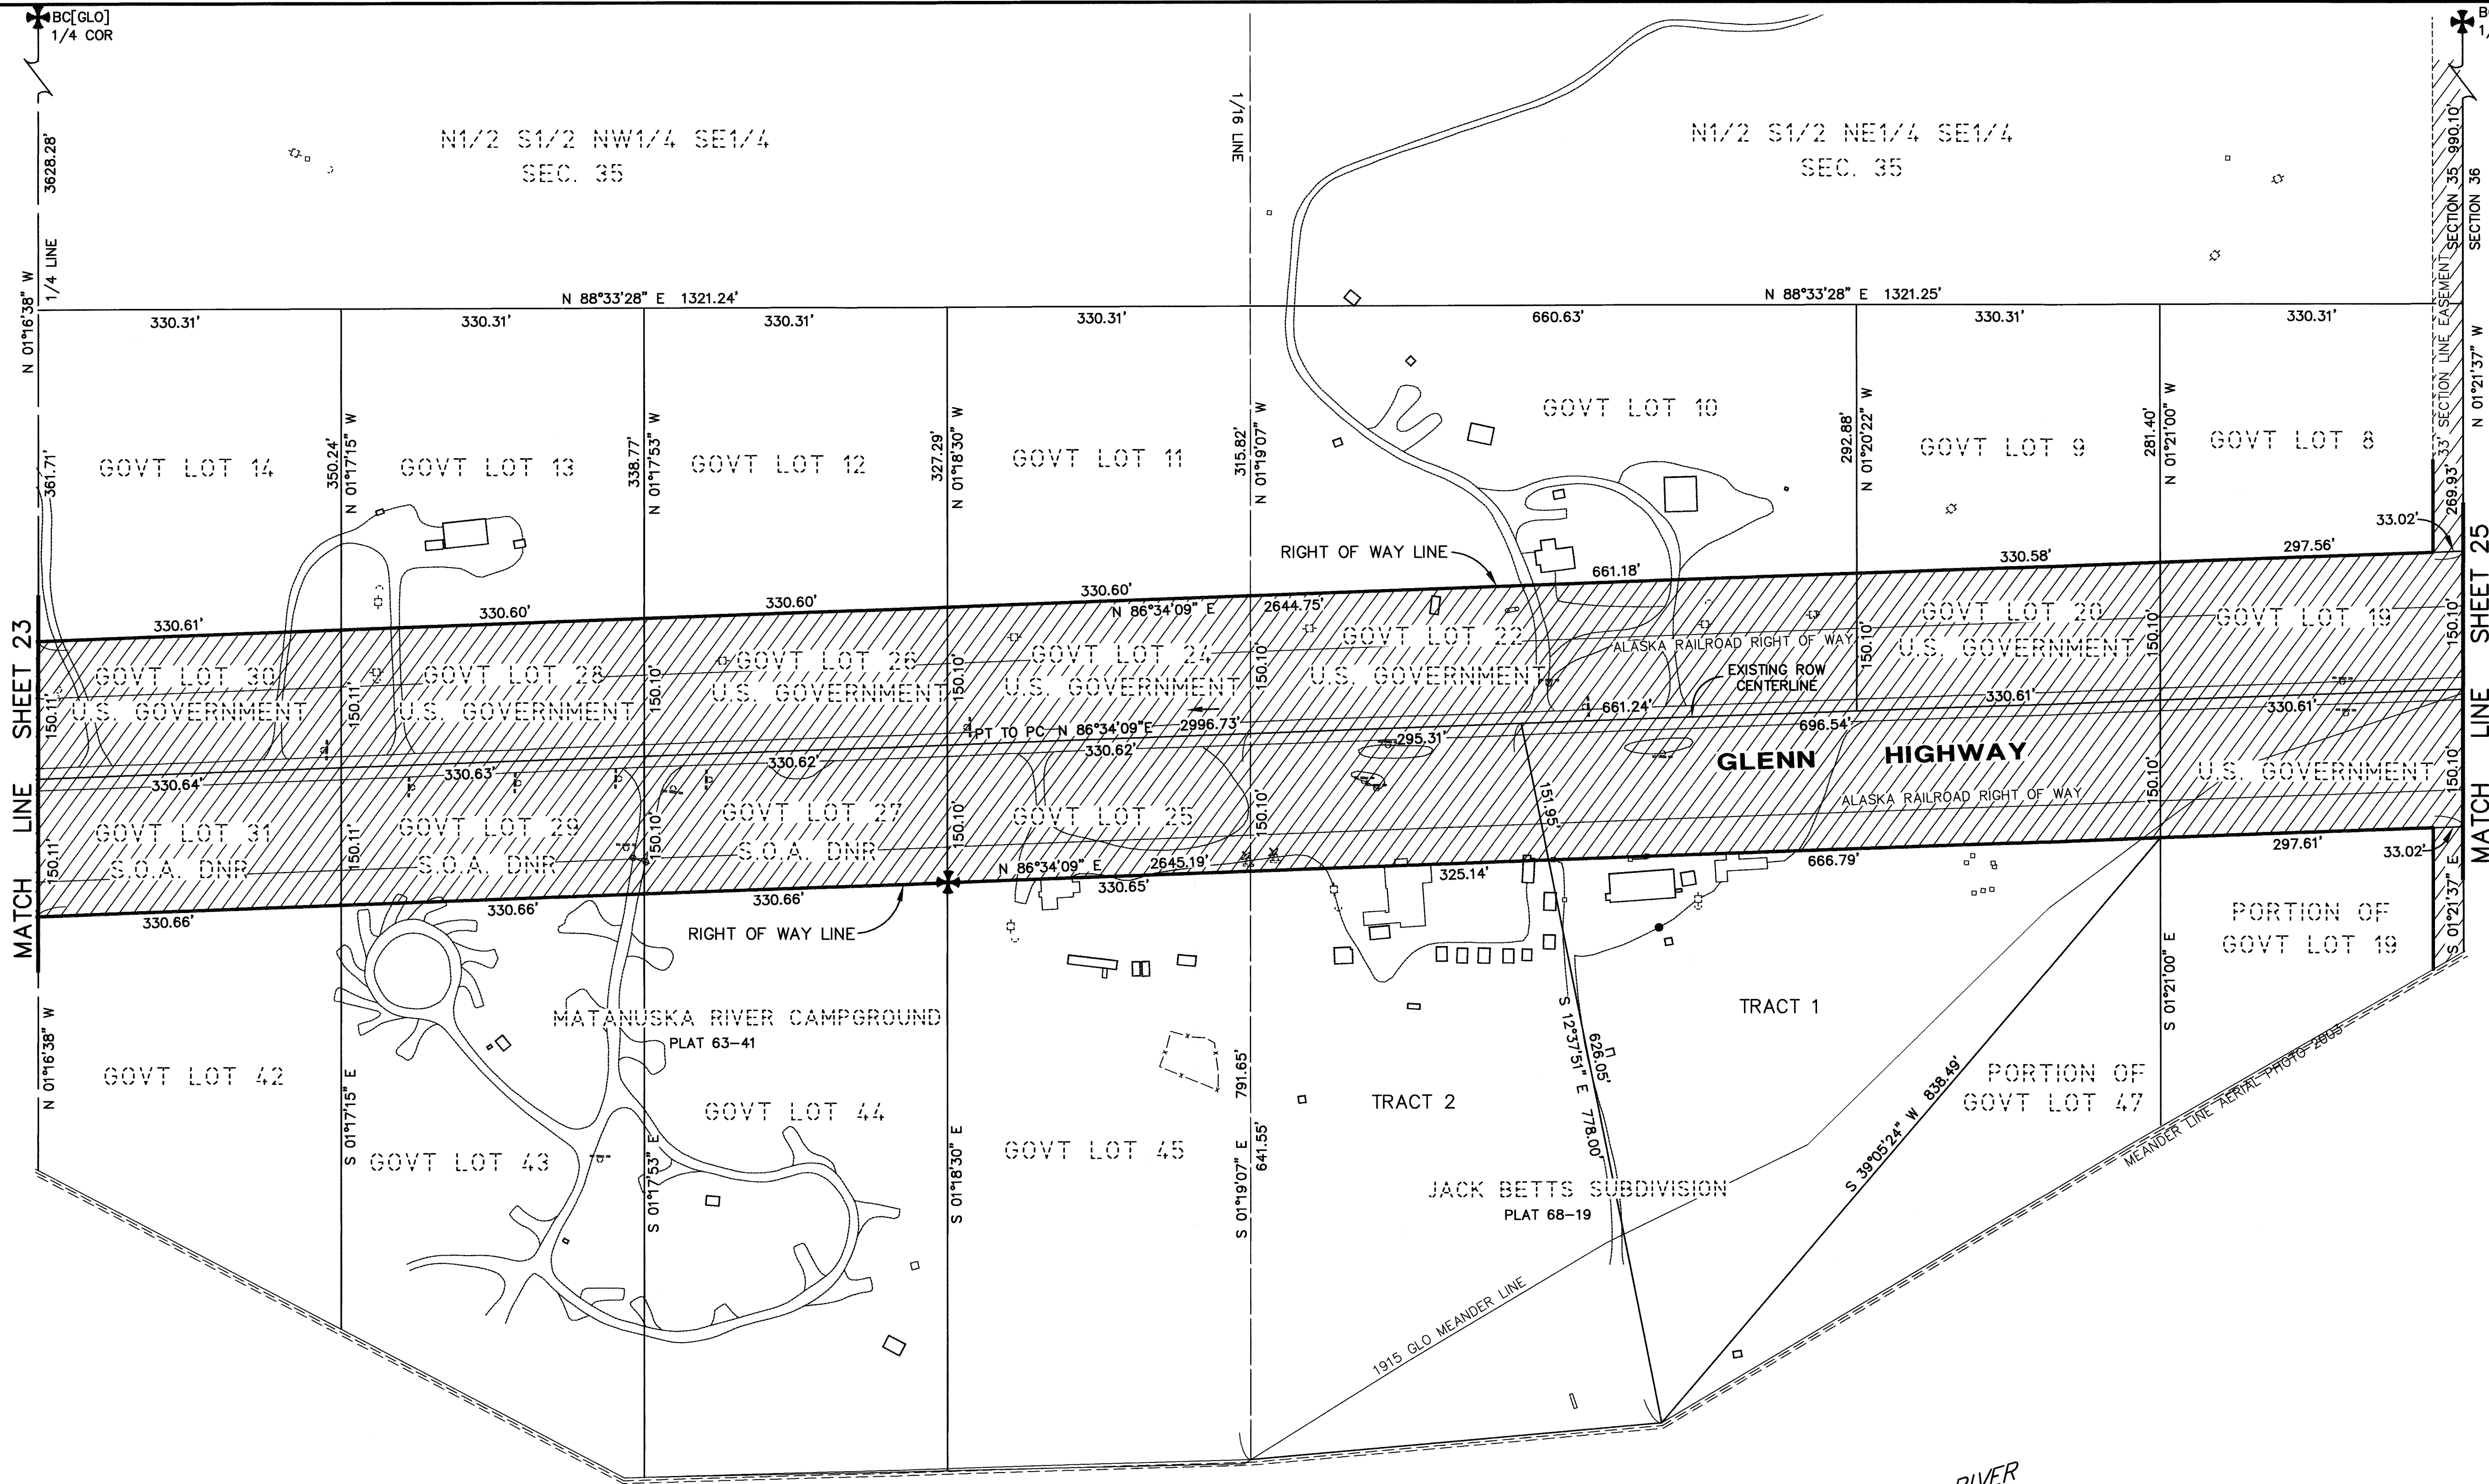 BC[GLO]
1/4 COR
3628.28'
1/4 LINE
N 01°16'38" W
N1/2 S1/2 NW1/4 SE1/4
SEC. 35
1/16 LINE
N1/2 S1/2 NE1/4 SE1/4
SEC. 35
990.10'
SECTION 35
SECTION 36
33' SECTION LINE EASEMENT
N 01°21'37" W
N 88°33'28" E 1321.24'
N 88°33'28" E 1321.25'
330.31'
330.31'
330.31'
330.31'
660.63'
330.31'
330.31'
361.71'
GOVT LOT 14
350.24'
N 01°17'15" W
GOVT LOT 13
338.77'
N 01°17'53" W
GOVT LOT 12
327.29'
N 01°18'30" W
GOVT LOT 11
315.82'
N 01°19'07" W
GOVT LOT 10
292.88'
N 01°20'22" W
GOVT LOT 9
281.40'
N 01°21'00" W
GOVT LOT 8
269.93'
33.02'
RIGHT OF WAY LINE
330.61'
330.60'
330.60'
330.60'
N 86°34'09" E
2644.75'
661.18'
330.58'
297.56'
MATCH LINE SHEET 23
MATCH LINE SHEET 25
GOVT LOT 30
U.S. GOVERNMENT
GOVT LOT 28
U.S. GOVERNMENT
GOVT LOT 26
U.S. GOVERNMENT
GOVT LOT 24
U.S. GOVERNMENT
GOVT LOT 22
U.S. GOVERNMENT
ALASKA RAILROAD RIGHT OF WAY
EXISTING ROW
CENTERLINE
GOVT LOT 20
U.S. GOVERNMENT
GOVT LOT 19
150.11'
150.11'
150.10'
150.10'
150.10'
150.10'
150.10'
150.10'
PT TO PC N 86°34'09"E 2996.73'
661.24'
696.54'
330.61'
330.61'
330.64'
330.63'
330.62'
330.62'
295.31'
GLENN HIGHWAY
U.S. GOVERNMENT
ALASKA RAILROAD RIGHT OF WAY
GOVT LOT 31
S.O.A. DNR
GOVT LOT 29
S.O.A. DNR
GOVT LOT 27
S.O.A. DNR
GOVT LOT 25
150.11'
150.11'
150.10'
150.10'
150.10'
151.95'
150.10'
150.10'
N 86°34'09" E 2645.19'
330.66'
330.66'
330.66'
330.65'
325.14'
666.79'
297.61'
33.02'
RIGHT OF WAY LINE
PORTION OF
GOVT LOT 19
S 01°21'37" E
S 01°21'00" E
MATANUSKA RIVER CAMPGROUND
PLAT 63-41
N 01°16'38" W
GOVT LOT 42
S 01°17'15" E
GOVT LOT 43
S 01°17'53" E
GOVT LOT 44
S 01°18'30" E
GOVT LOT 45
S 01°19'07" E
791.65'
641.55'
TRACT 2
TRACT 1
S 12°37'51" E 778.00'
626.05'
S 39°05'24" W 838.49'
PORTION OF
GOVT LOT 47
MEANDER LINE AERIAL PHOTO 2003
JACK BETTS SUBDIVISION
PLAT 68-19
1915 GLO MEANDER LINE
RIVER